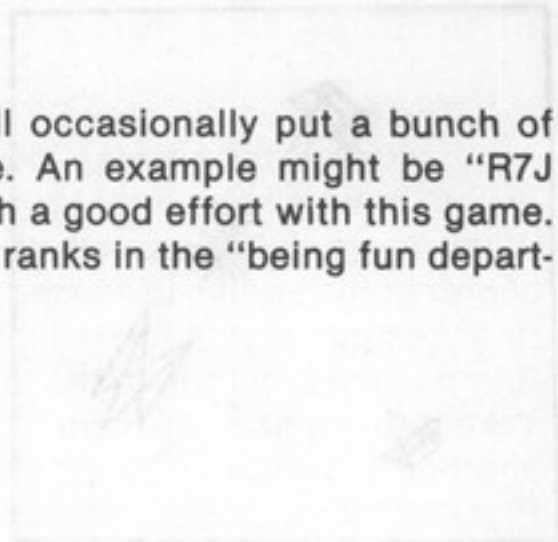 occasionally put a bunch of
An example might be “R7J
a good effort with this game.
ranks in the “being fun depart-